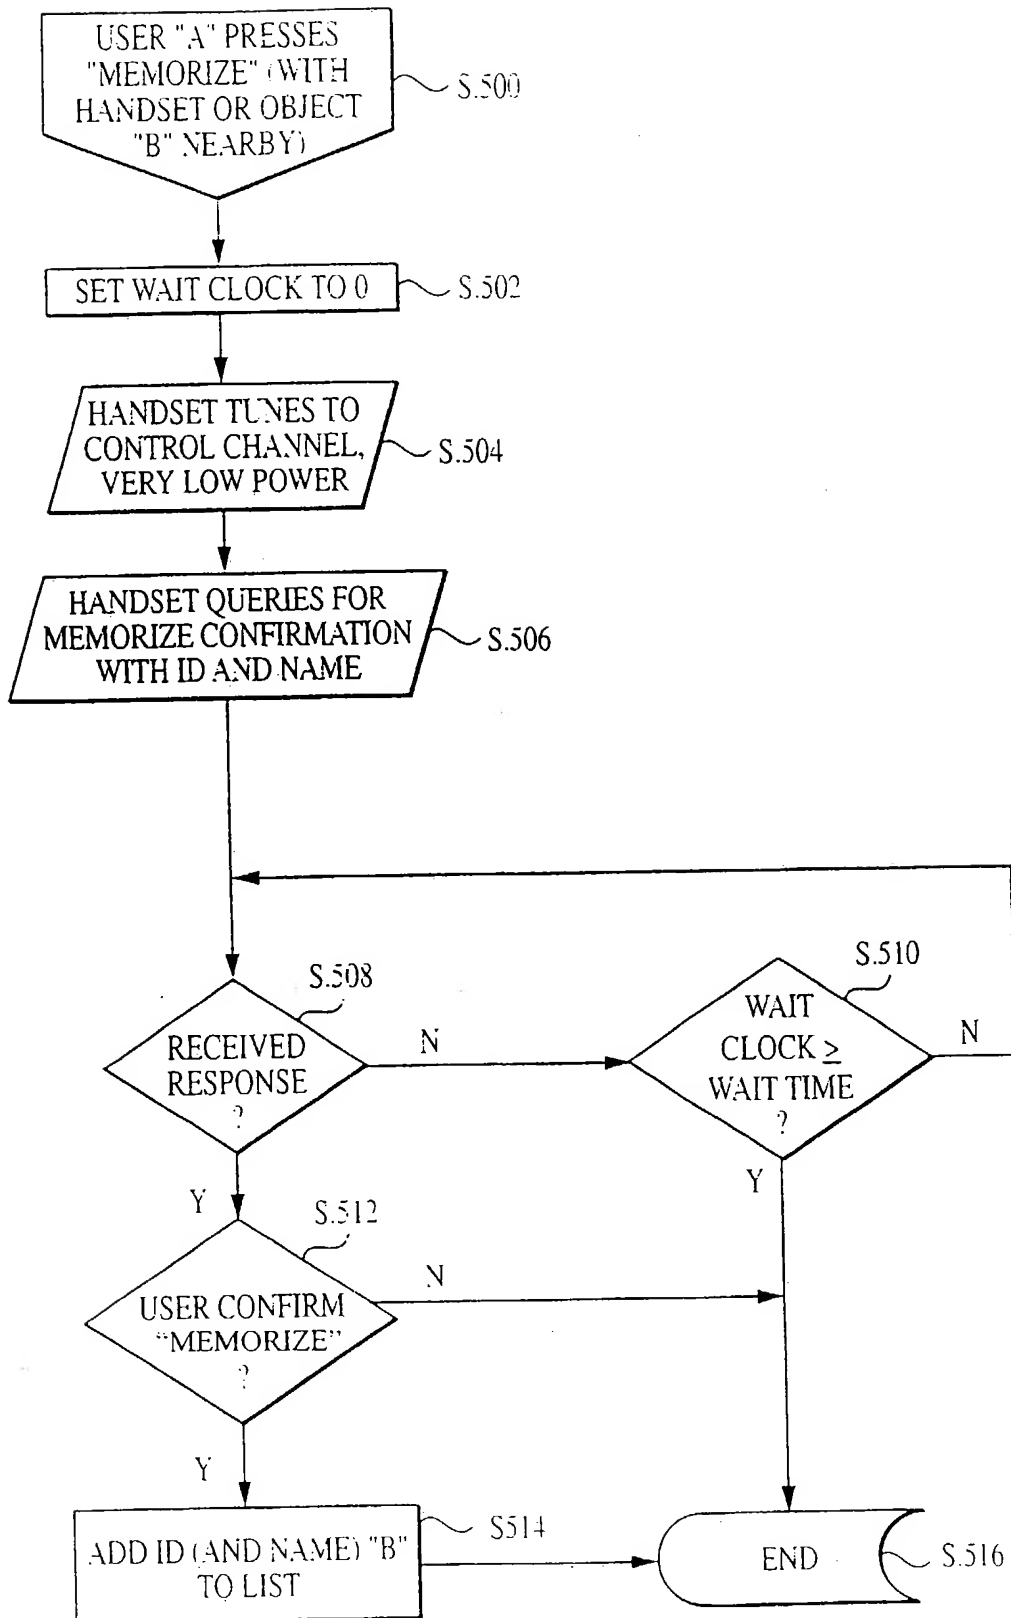 USER "A" PRESSES
"MEMORIZE" (WITH
HANDSET OR OBJECT
"B" NEARBY)
S.500
SET WAIT CLOCK TO 0
S.502
HANDSET TUNES TO
CONTROL CHANNEL,
VERY LOW POWER
S.504
HANDSET QUERIES FOR
MEMORIZE CONFIRMATION
WITH ID AND NAME
S.506
S.508
RECEIVED
RESPONSE
?
N
S.510
WAIT
CLOCK ≥
WAIT TIME
?
N
Y
Y
S.512
USER CONFIRM
“MEMORIZE”
?
N
Y
ADD ID (AND NAME) "B"
TO LIST
S514
END
S.516